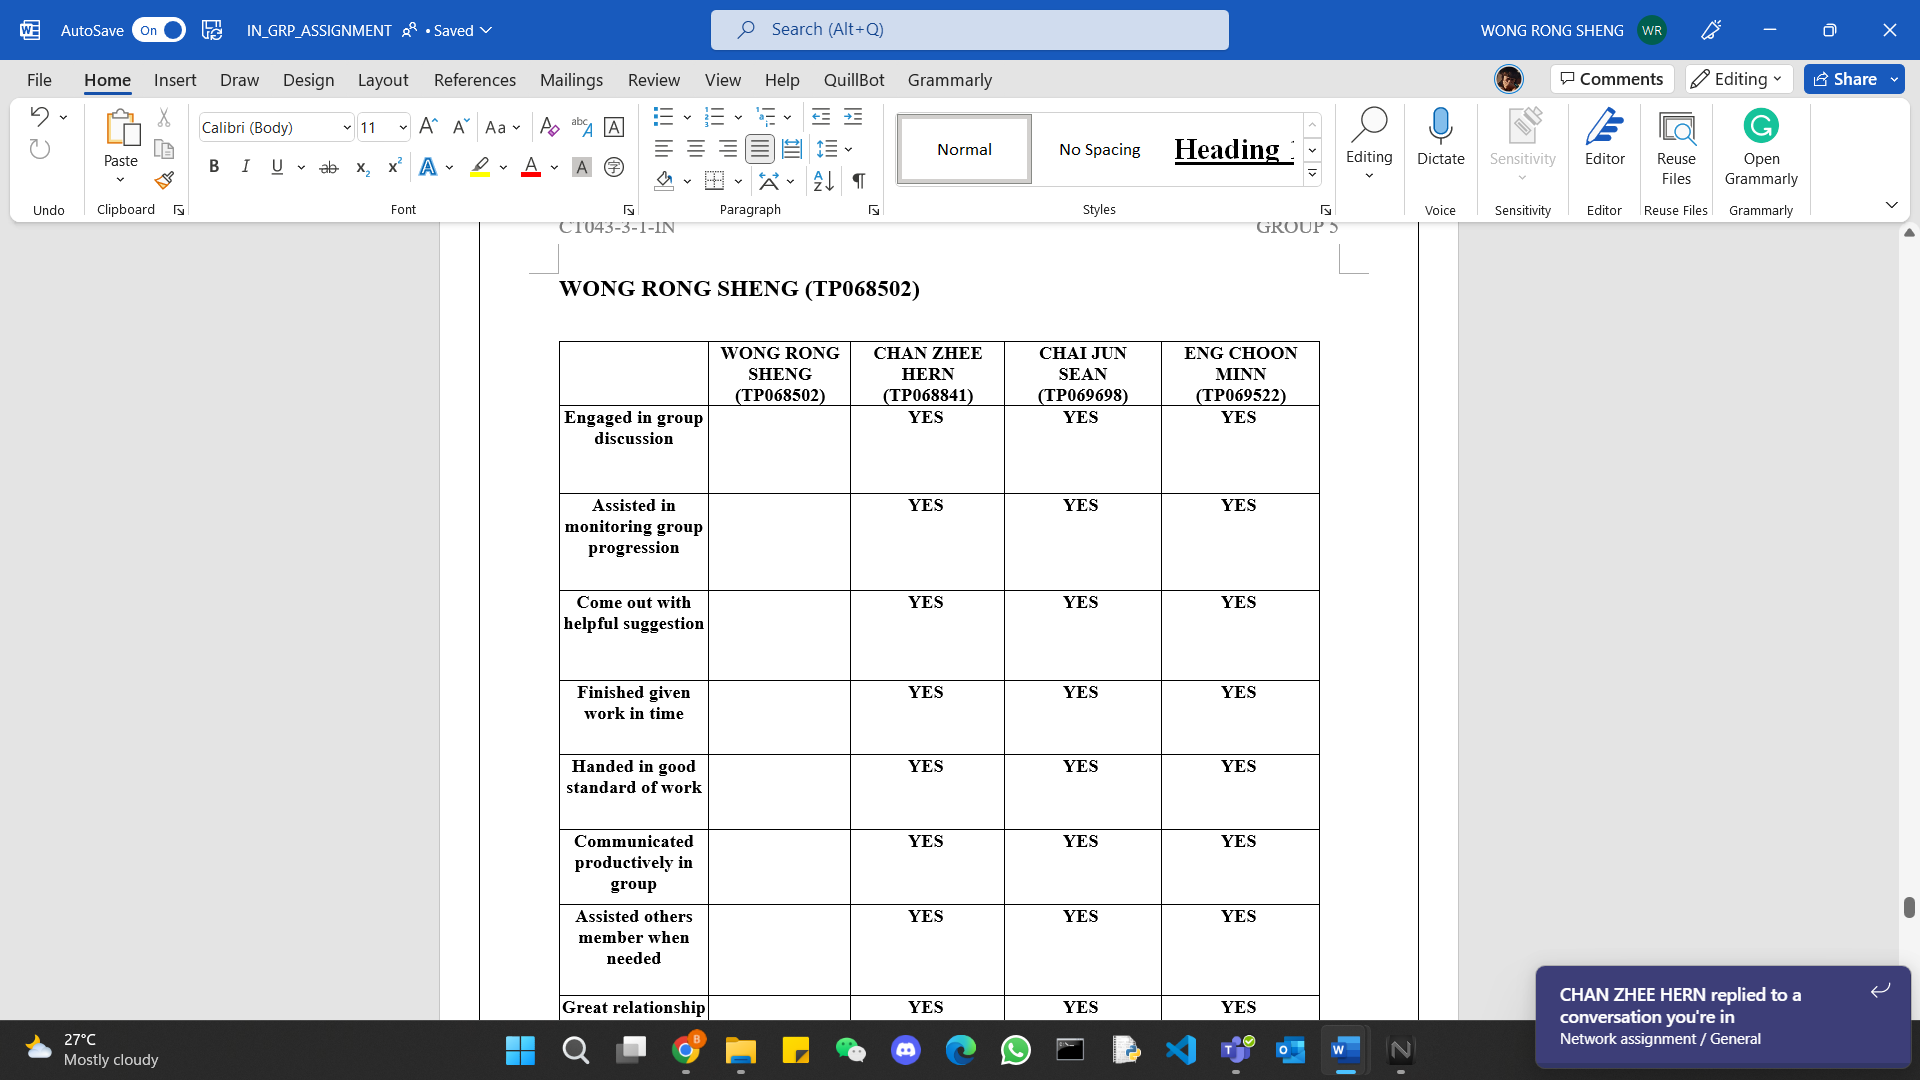 AutoSave On IN_GRP_ASSIGNMENT • Saved Search (Alt+Q) WONG RONG SHENG WR
File Home Insert Draw Design Layout References Mailings Review View Help QuillBot Grammarly Comments Editing Share
Calibri (Body) 11
Paste
Normal No Spacing Heading
Editing Dictate Sensitivity Editor Reuse Files Open Grammarly
Undo Clipboard Font Paragraph Styles Voice Sensitivity Editor Reuse Files Grammarly
CT043-3-1-IN GROUP 5
WONG RONG SHENG (TP068502)
WONG RONG SHENG (TP068502) CHAN ZHEE HERN (TP068841) CHAI JUN SEAN (TP069698) ENG CHOON MINN (TP069522)
Engaged in group discussion YES YES YES
Assisted in monitoring group progression YES YES YES
Come out with helpful suggestion YES YES YES
Finished given work in time YES YES YES
Handed in good standard of work YES YES YES
Communicated productively in group YES YES YES
Assisted others member when needed YES YES YES
Great relationship YES YES YES
CHAN ZHEE HERN replied to a conversation you're in
Network assignment / General
27°C
Mostly cloudy